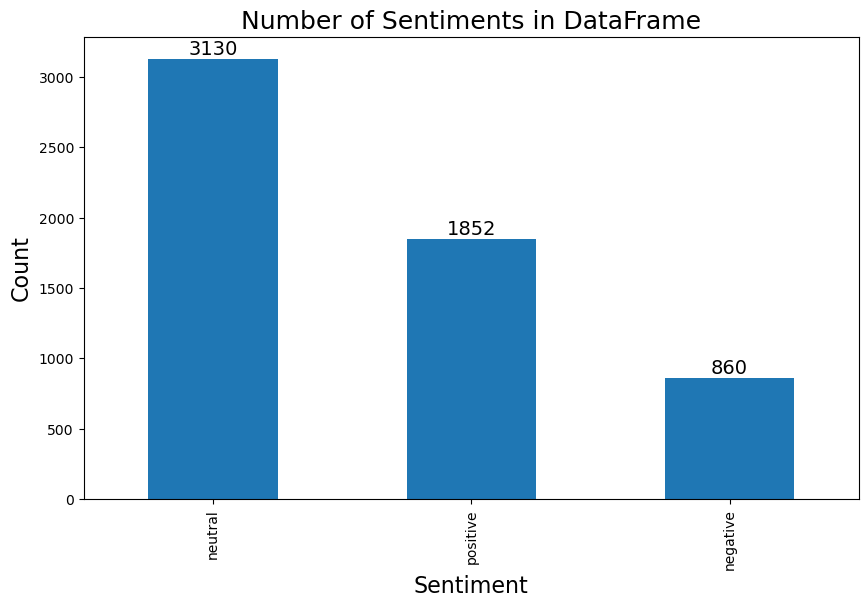 Number of Sentiments in DataFrame
3130
1852
860
3000
2500
2000
1500
1000
500
0
Count
neutral
positive
negative
Sentiment